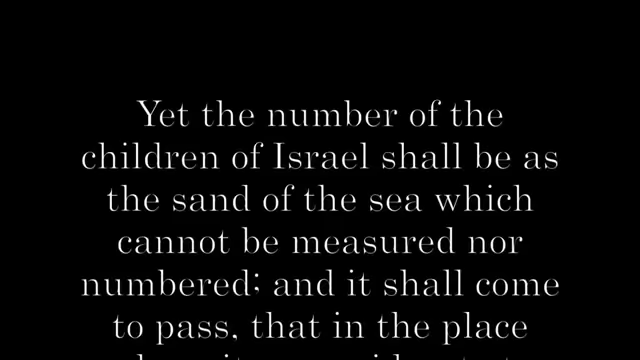 Yet the number of the
children of Israel shall be as
the sand of the sea which
cannot be measured nor
numbered; and it shall come
to pass, that in the place